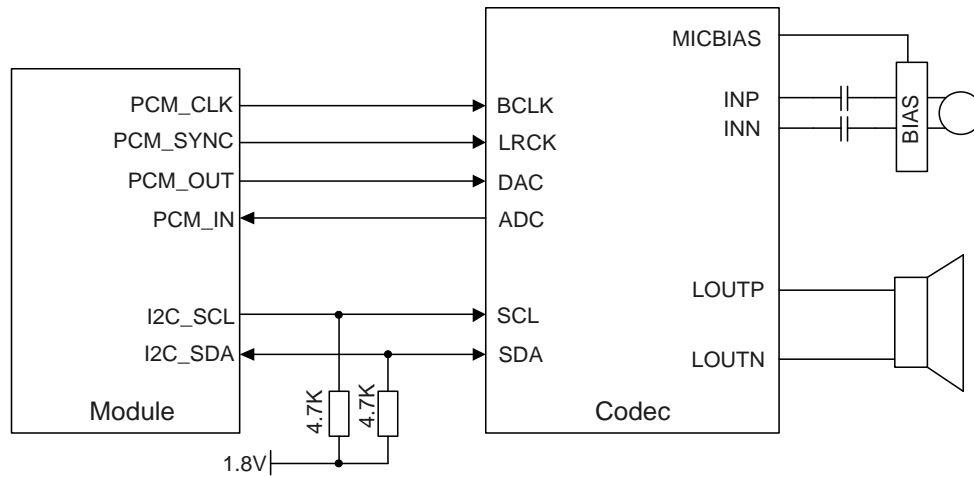 MICBIAS
PCM_CLK
BCLK
INP
PCM_SYNC
LRCK
INN
BIAS
PCM_OUT
DAC
PCM_IN
ADC
LOUTP
I2C_SCL
SCL
I2C_SDA
SDA
LOUTN
4.7K
4.7K
Module
Codec
1.8V